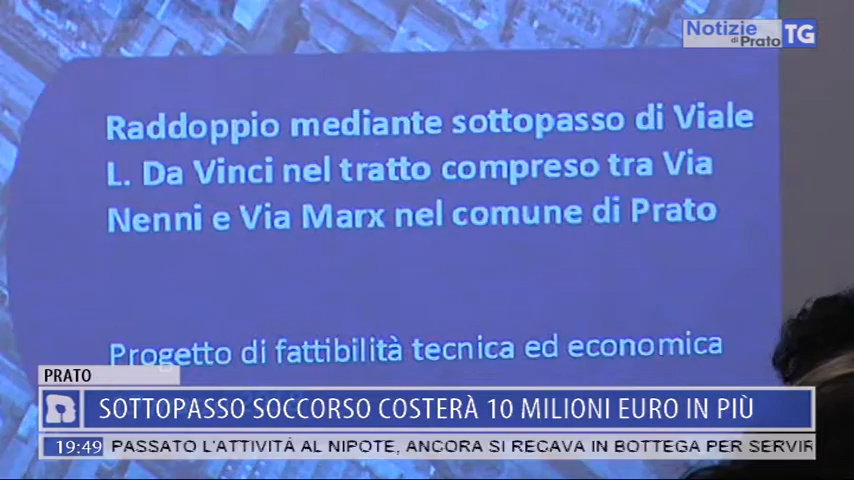 Notizie
di Prato TG
Raddoppio mediante sottopasso di Viale
L. Da Vinci nel tratto compreso tra Via
Nenni e Via Marx nel comune di Prato
Progetto di fattibilità tecnica ed economica
PRATO
SOTTOPASSO SOCCORSO COSTERÀ 10 MILIONI EURO IN PIÙ
19:49 PASSATO L'ATTIVITÀ AL NIPOTE, ANCORA SI RECAVA IN BOTTEGA PER SERVIR